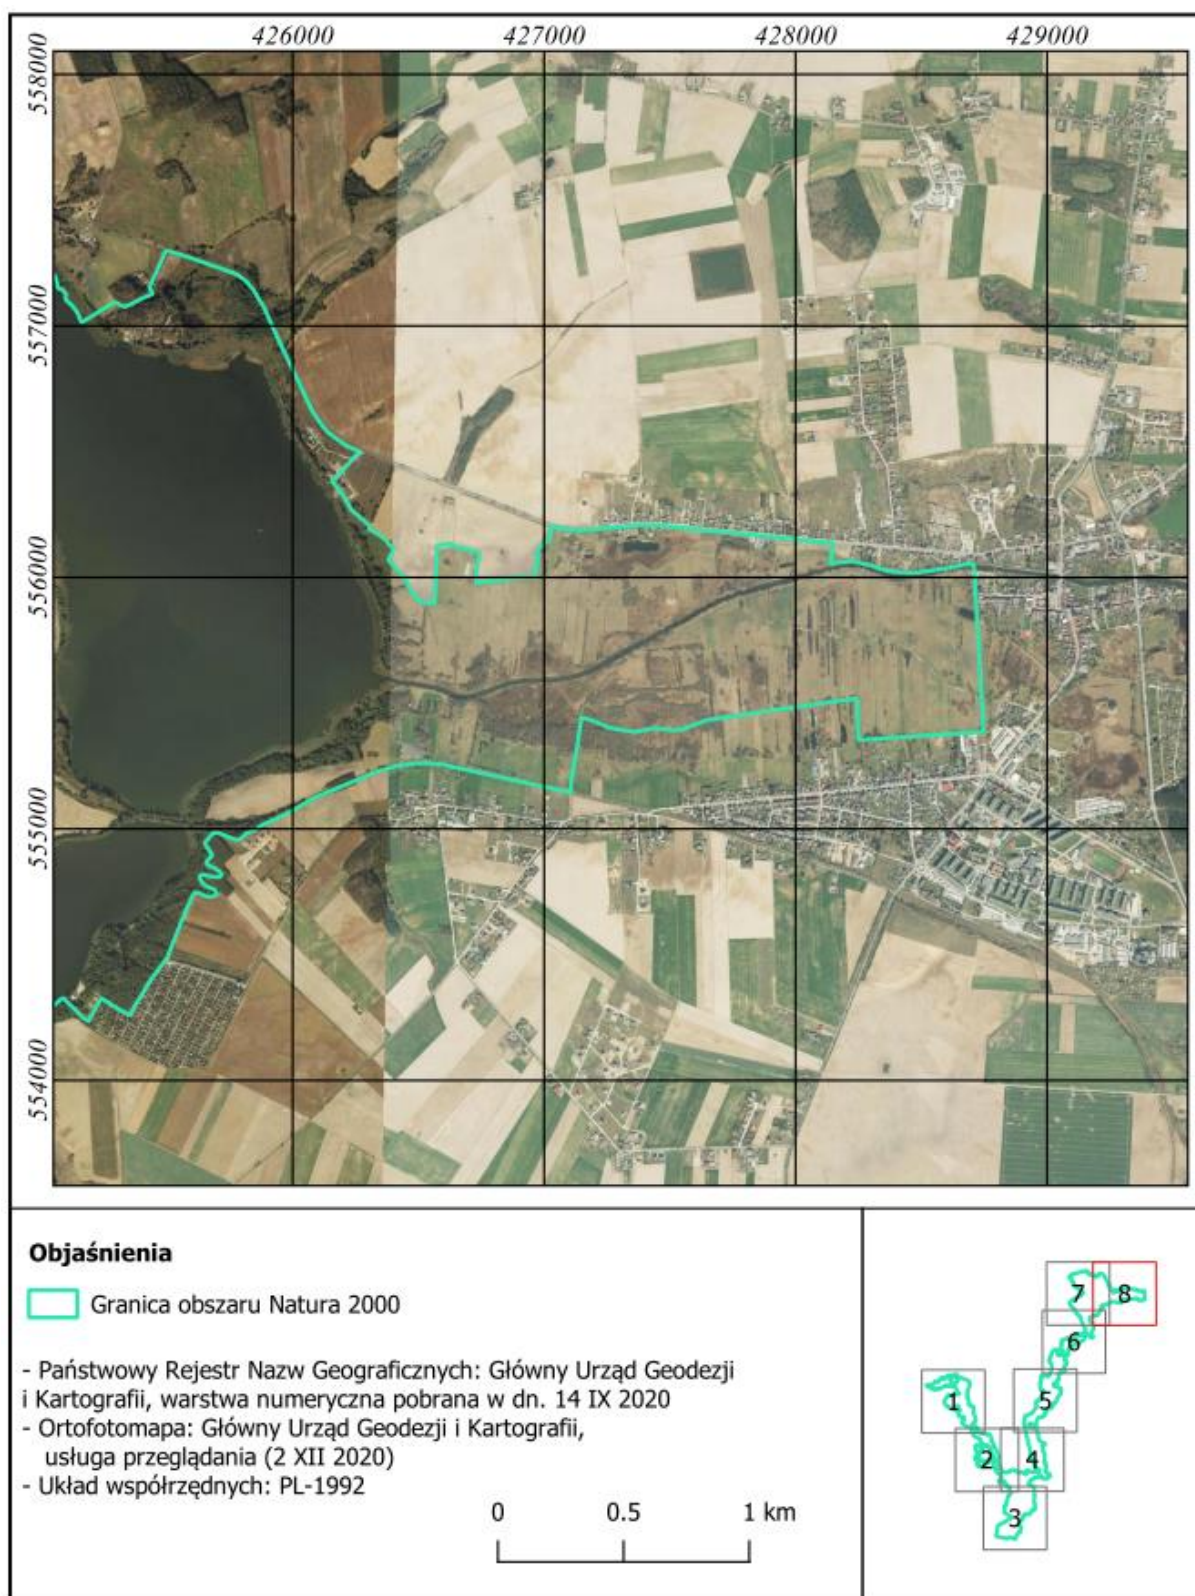 426000 427000 428000 429000
558000
557000
556000
555000
554000
Objaśnienia
Granica obszaru Natura 2000
- Państwowy Rejestr Nazw Geograficznych: Główny Urząd Geodezji
i Kartografii, warstwa numeryczna pobrana w dn. 14 IX 2020
- Ortofotomapa: Główny Urząd Geodezji i Kartografii,
usługa przeglądania (2 XII 2020)
- Układ współrzędnych: PL-1992
0 0.5 1 km
7 8
6
1 5
2 4
3